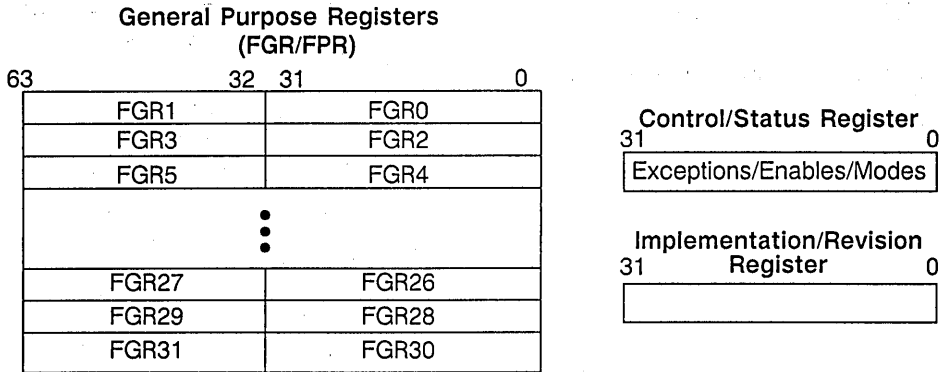 General Purpose Registers
(FGR/FPR)
63 32 31 0
FGR1 FGR0
FGR3 FGR2
FGR5 FGR4
FGR27 FGR26
FGR29 FGR28
FGR31 FGR30
Control/Status Register
31 0
Exceptions/Enables/Modes
Implementation/Revision
31 Register 0